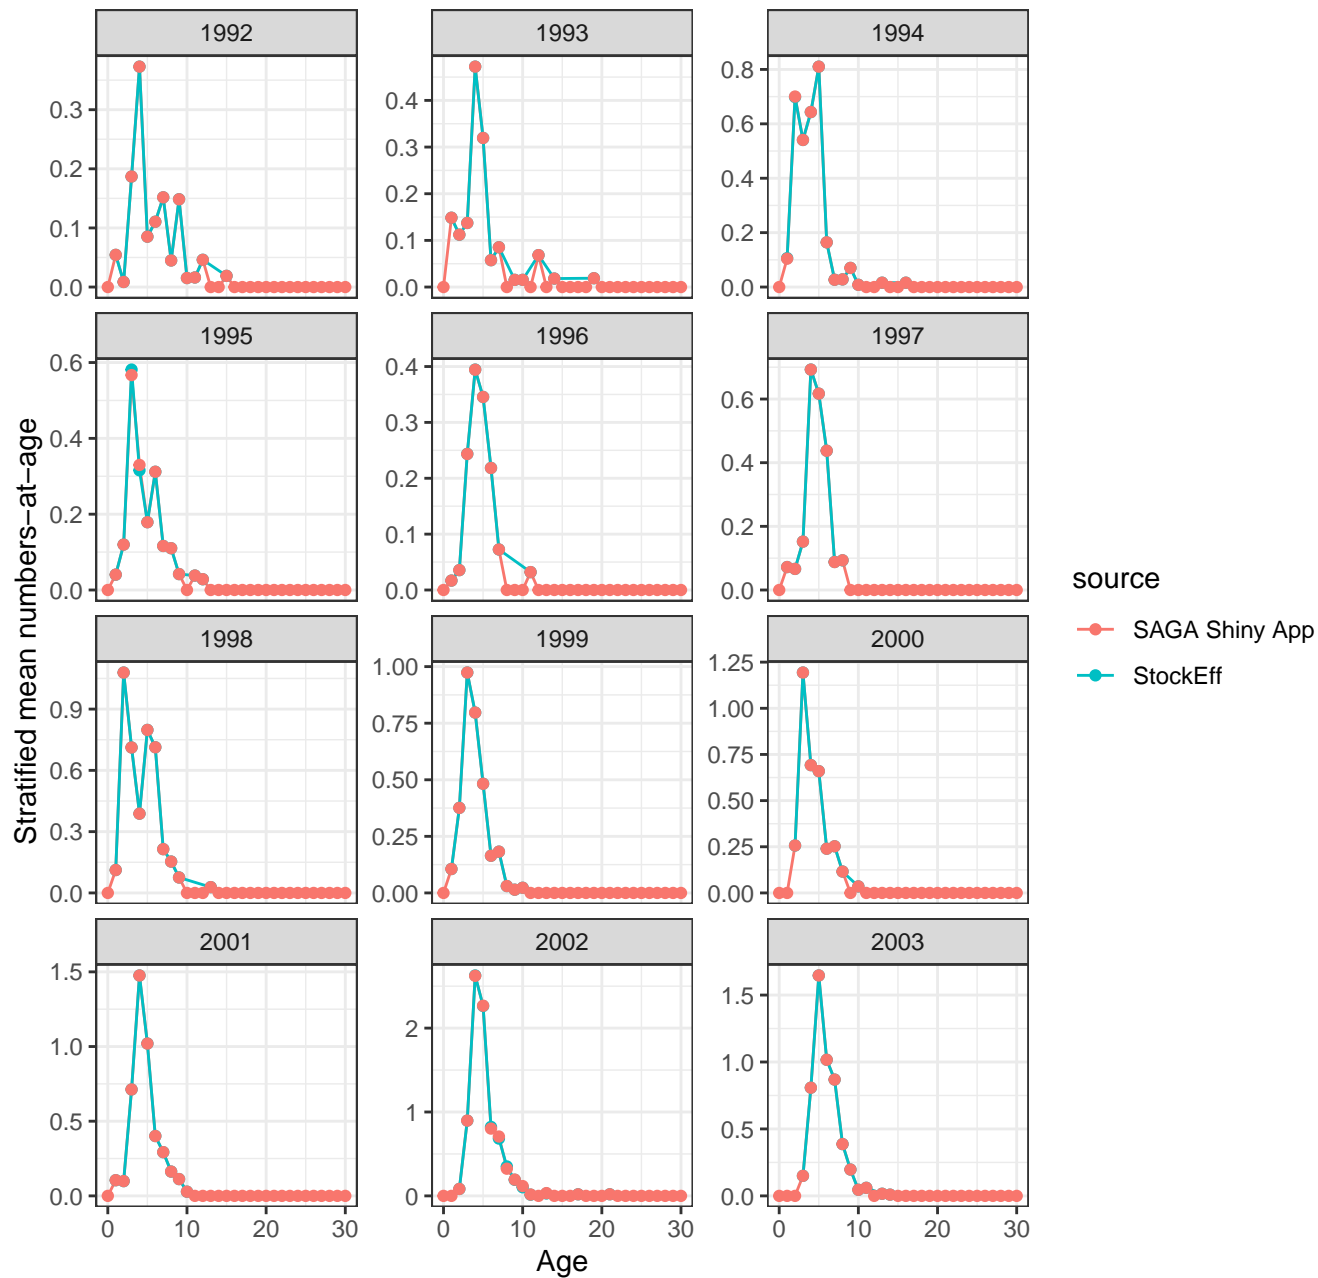 1992 1993 1994
0.3 0.4 0.8
0.2 0.3 0.6
0.1 0.2 0.4
0.0 0.1 0.2
0.0 0.0
1995 1996 1997
0.6 0.4 0.6
0.4 0.3 0.4
0.2 0.2 0.2
0.0 0.1 0.0
0.0
Stratified mean numbers−at−age
source
SAGA Shiny App
StockEff
1998 1999 2000
0.9 1.00 1.25
0.6 0.75 1.00
0.3 0.50 0.75
0.0 0.25 0.50
0.00 0.25
0.00
2001 2002 2003
1.5 2 1.5
1.0 1 1.0
0.5 0 0.5
0.0 0.0
0 10 20 30 0 10 20 30 0 10 20 30
Age